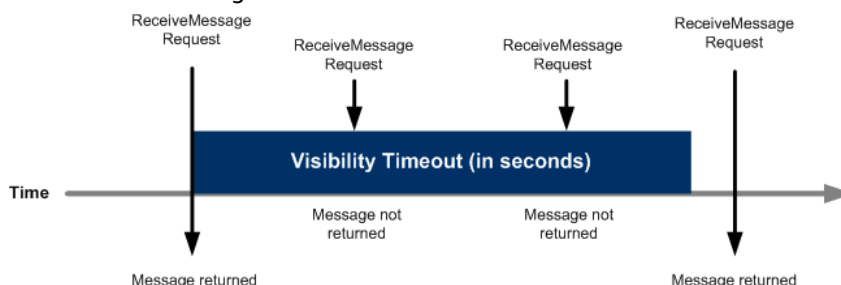 ReceiveMessage
Request
ReceiveMessage
Request
ReceiveMessage
Request
ReceiveMessage
Request
Visibility Timeout (in seconds)
Time
Message not
returned
Message not
returned
Message returned
Message returned